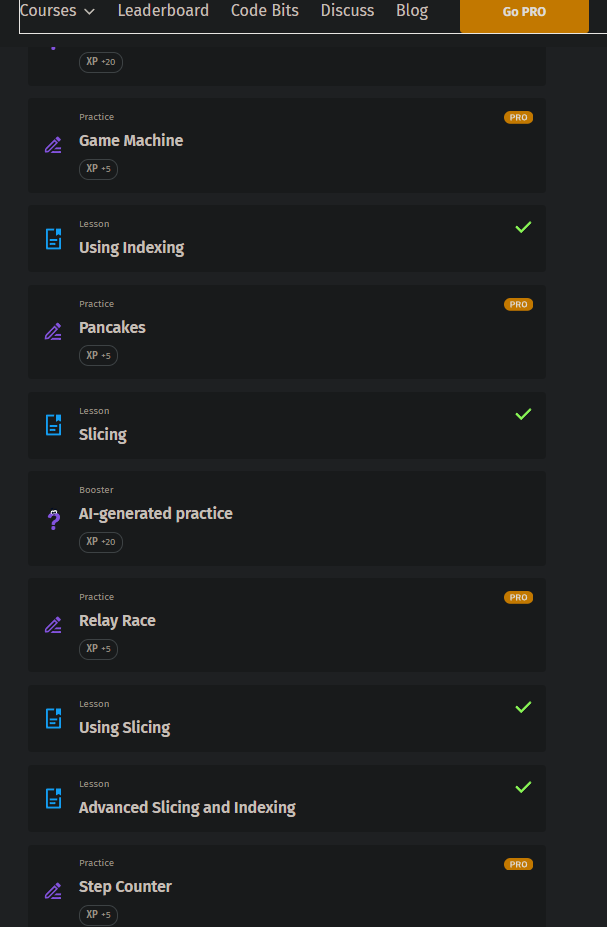 Courses Leaderboard Code Bits Discuss Blog Go PRO
XP +20
Practice PRO
Game Machine
XP +5
Lesson
Using Indexing
Practice PRO
Pancakes
XP +5
Lesson
Slicing
Booster
AI-generated practice
XP +20
Practice PRO
Relay Race
XP +5
Lesson
Using Slicing
Lesson
Advanced Slicing and Indexing
Practice PRO
Step Counter
XP +5